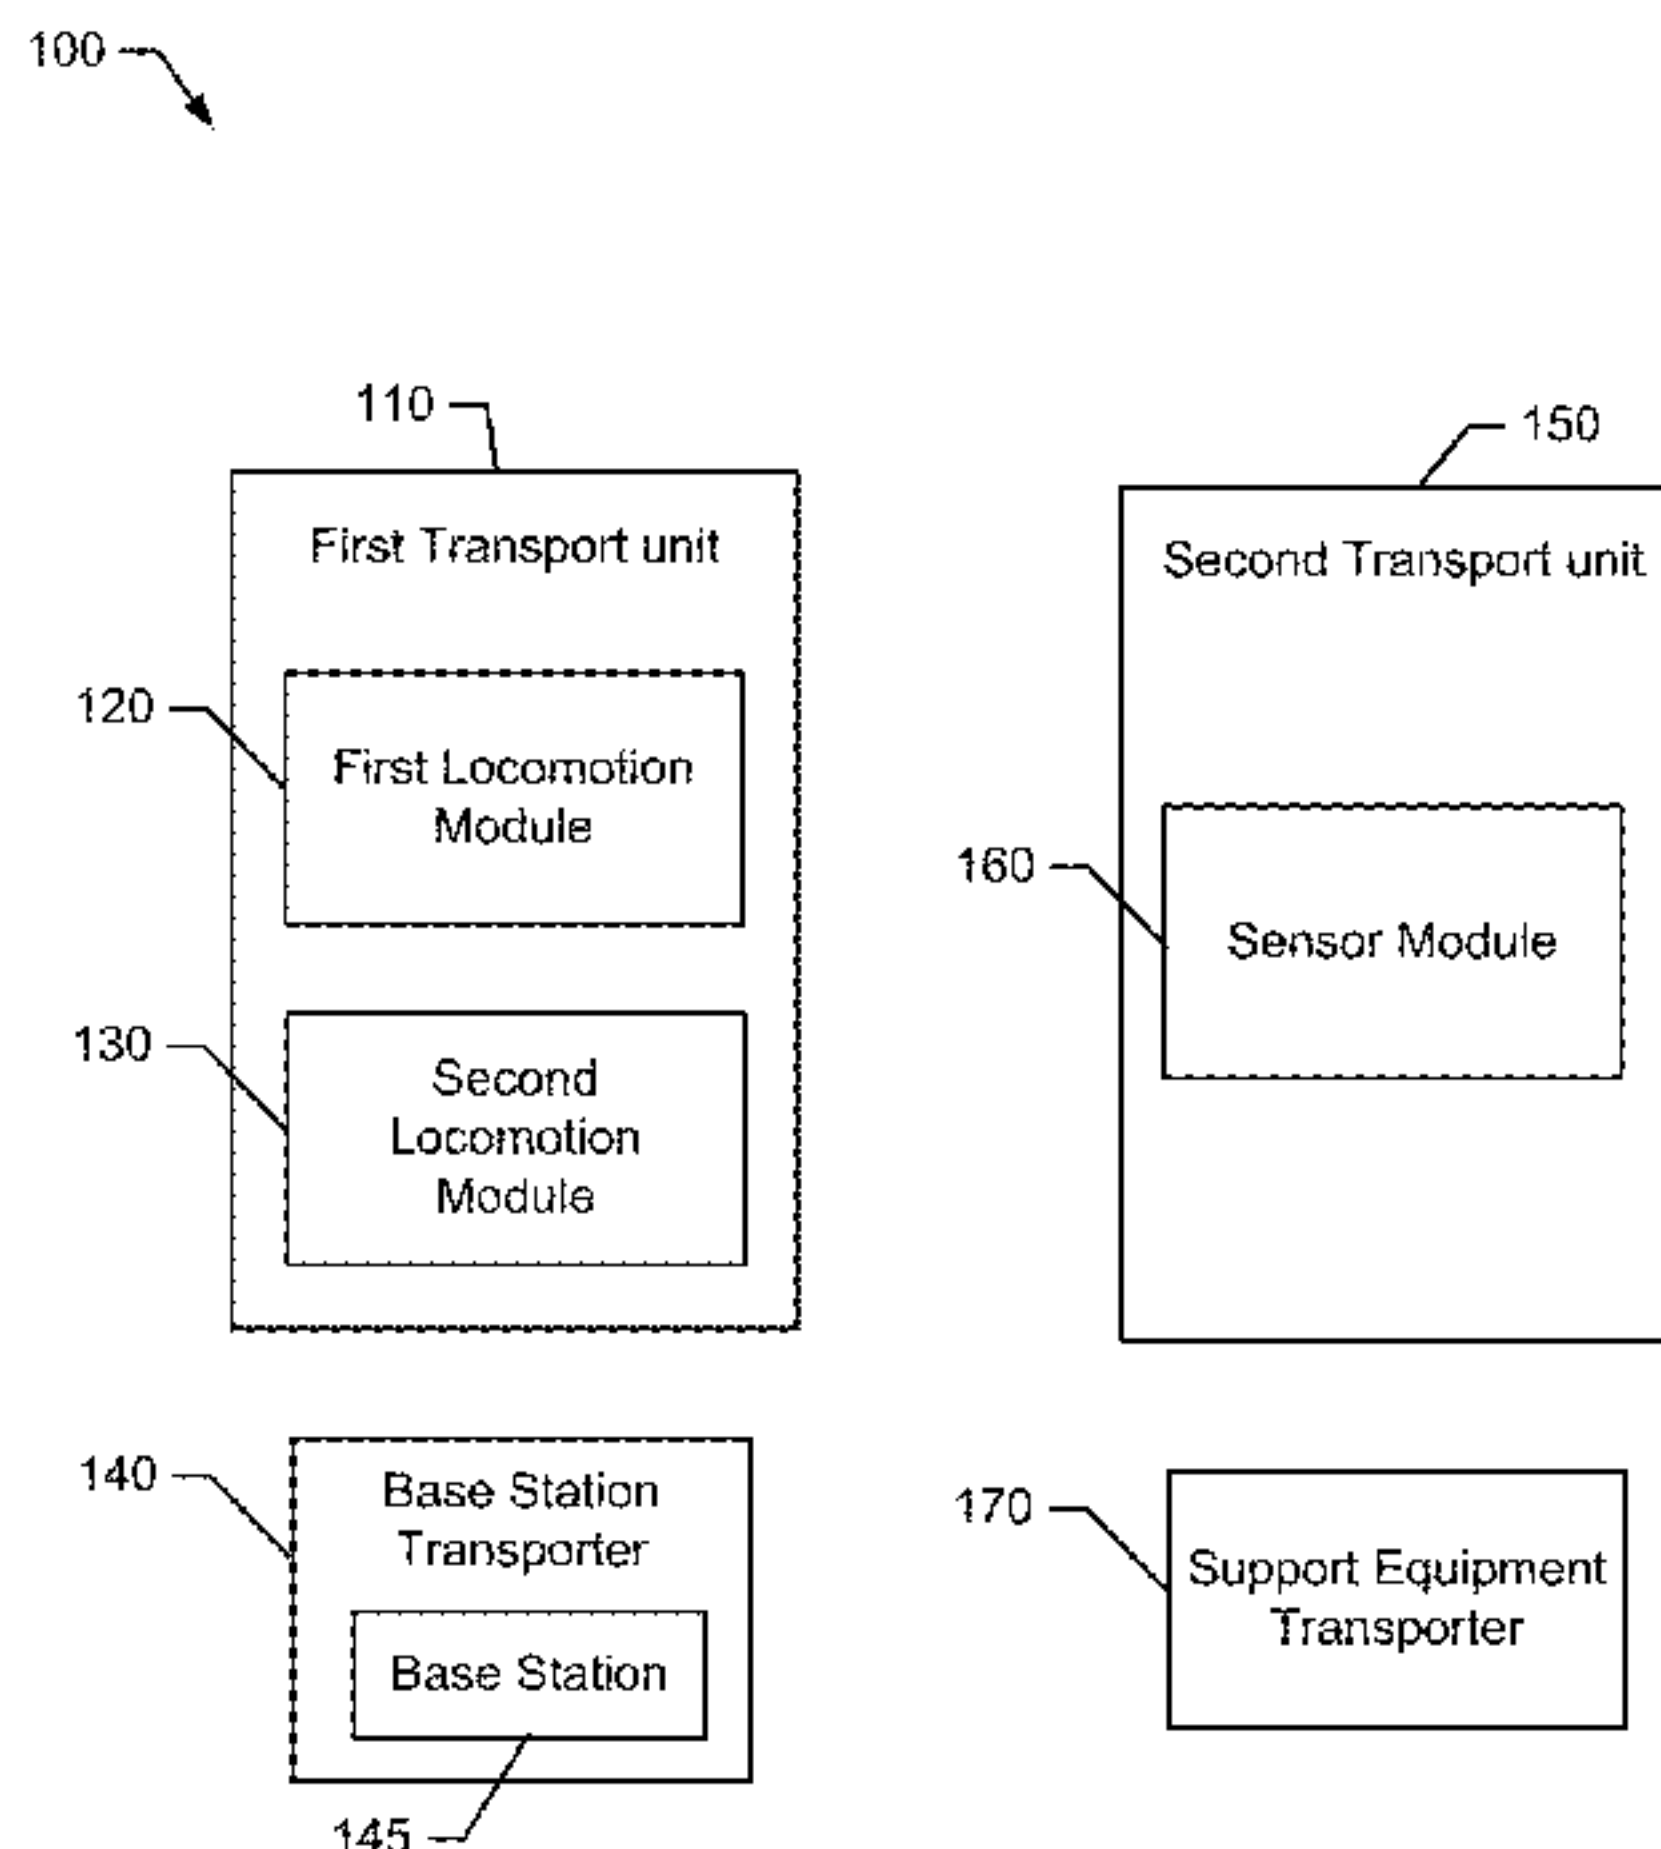 100
110
First Transport unit
120
First Locomotion
Module
130
Second
Locomotion
Module
140
Base Station
Transporter
Base Station
145
150
Second Transport unit
160
Sensor Module
170
Support Equipment
Transporter